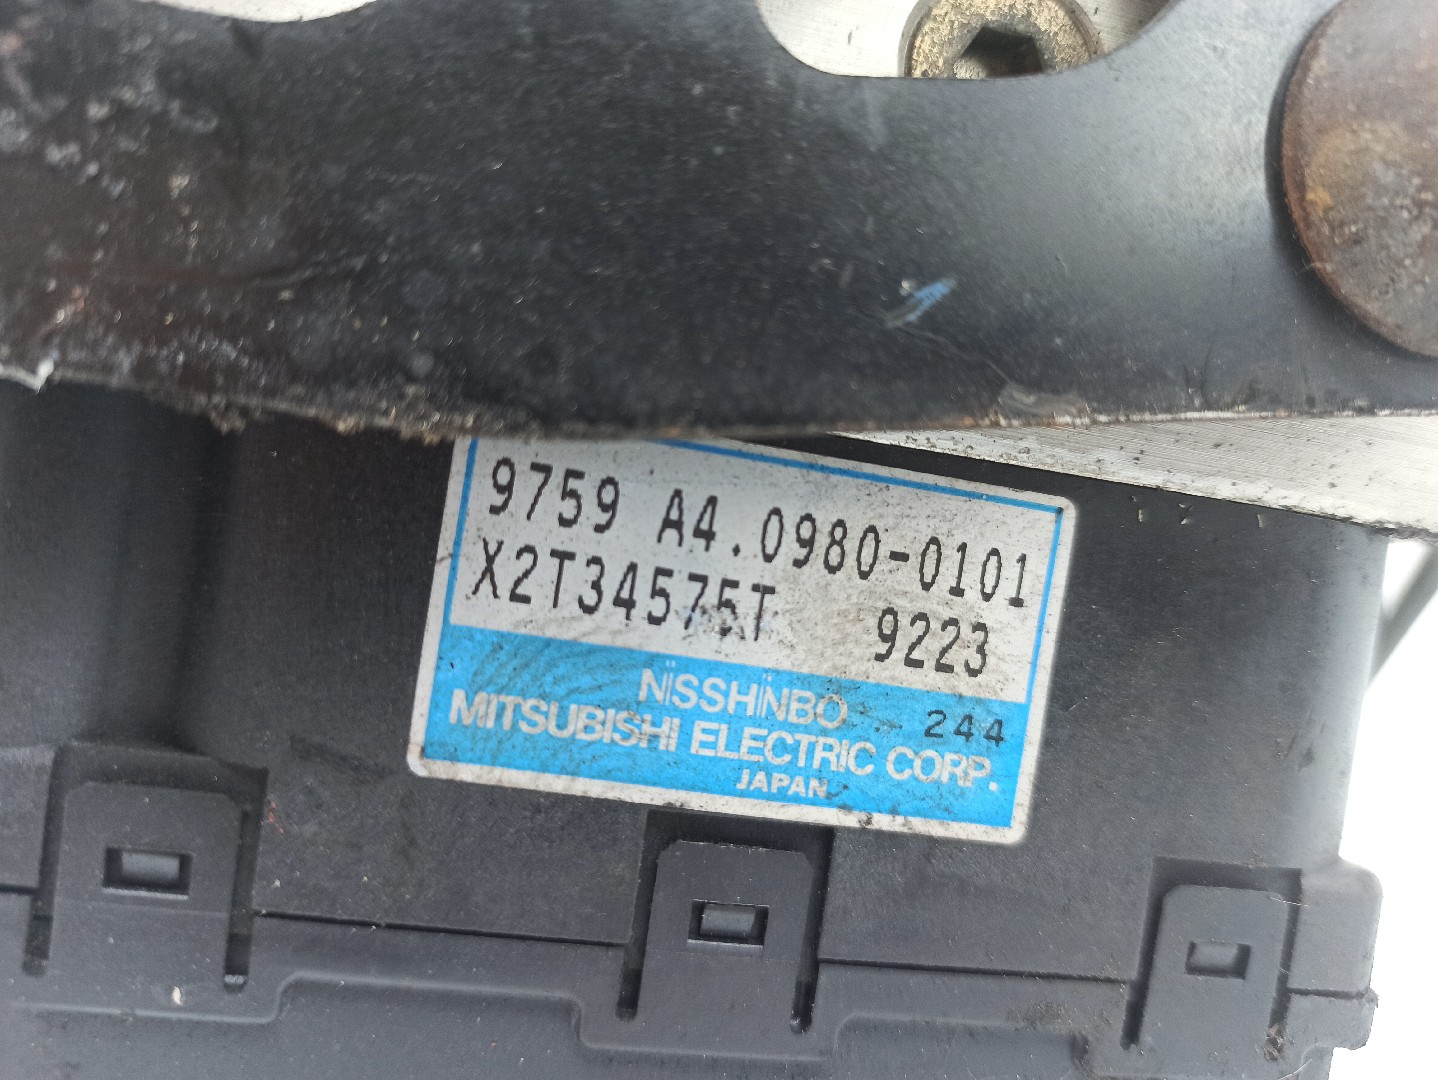 9759 A4.0980-0101
X2T34575T 9223
NISSHINBO 244
MITSUBISHI ELECTRIC CORP.
JAPAN